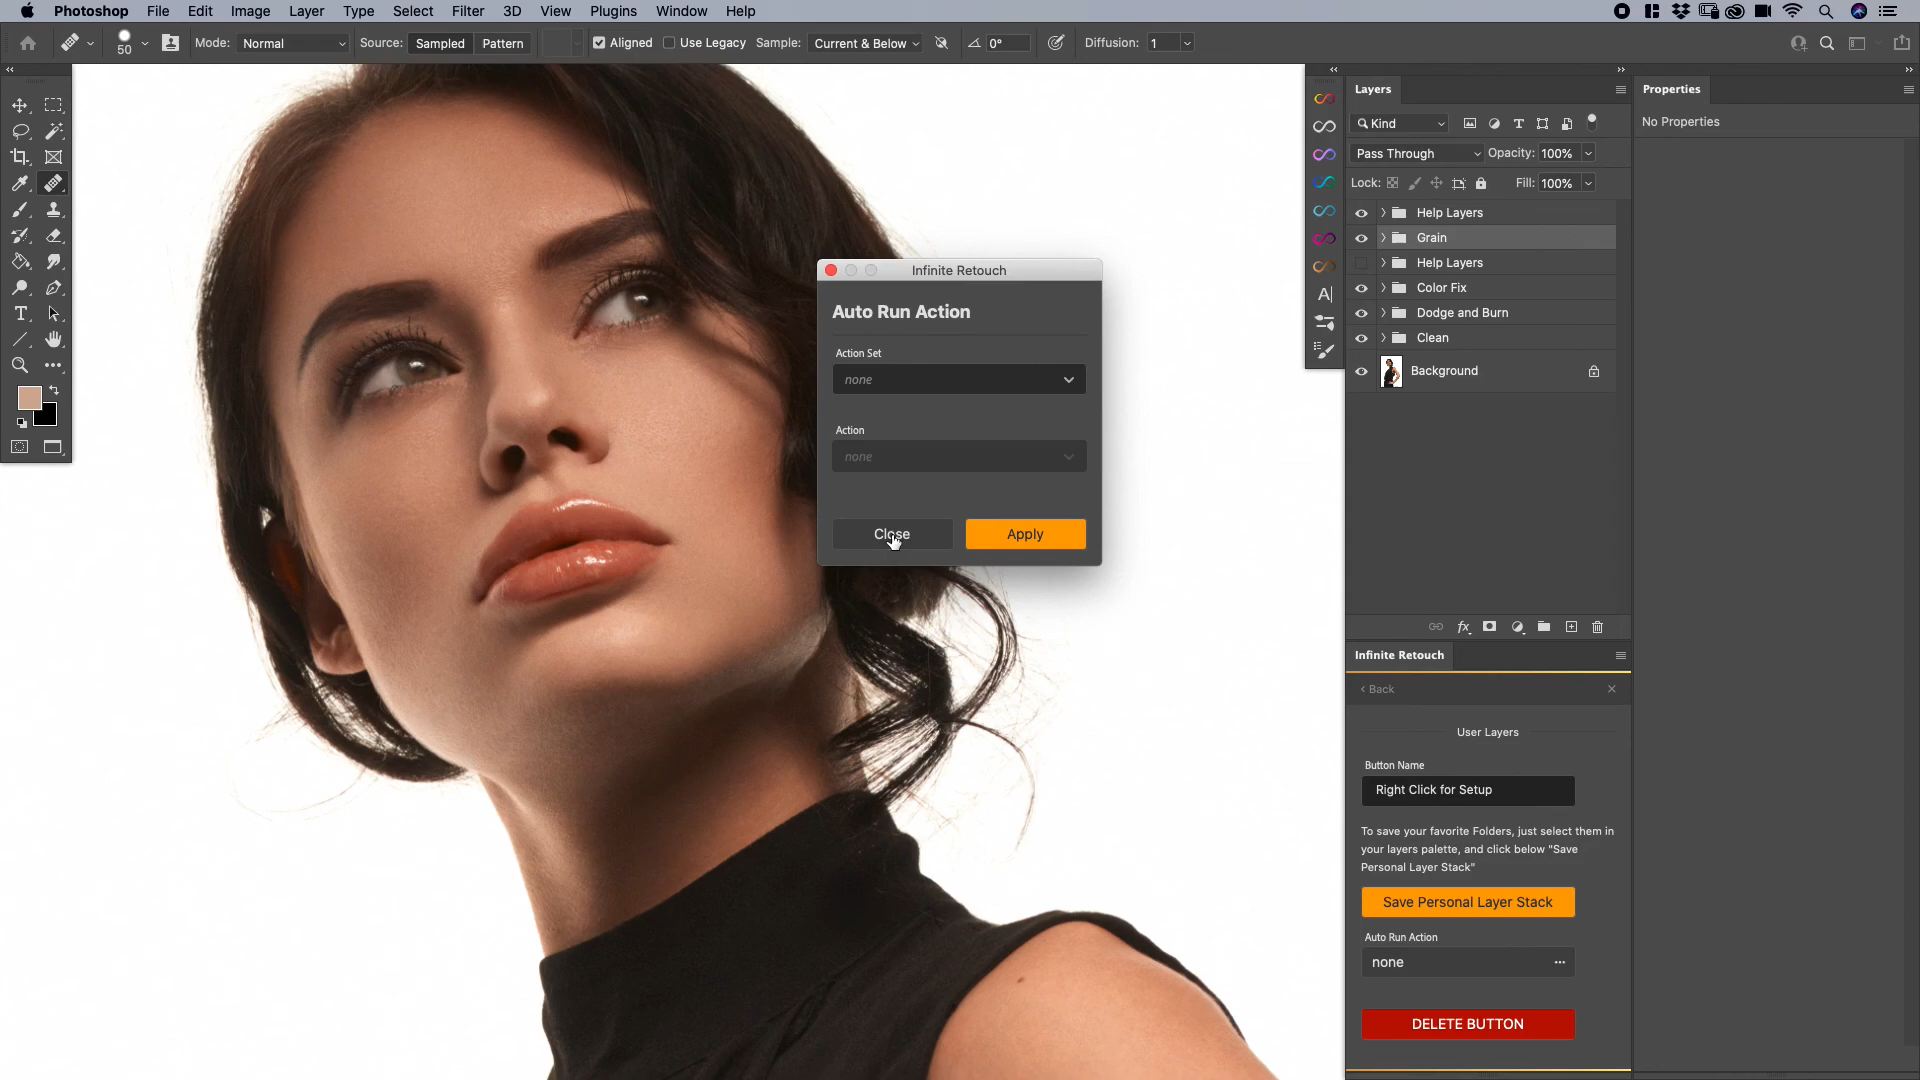 Photoshop File Edit Image Layer Type Select Filter 3D View Plugins Window Help
50 Mode: Normal Source: Sampled Pattern Aligned Use Legacy Sample: Current & Below 0° Diffusion: 1
Layers
Properties
Kind
No Properties
Pass Through Opacity: 100%
Lock: Fill: 100%
Help Layers
Grain
Help Layers
Color Fix
Dodge and Burn
Clean
Background
Infinite Retouch
Auto Run Action
Action Set
none
Action
none
Close Apply
Infinite Retouch
Back
User Layers
Button Name
Right Click for Setup
To save your favorite Folders, just select them in
your layers palette, and click below "Save
Personal Layer Stack"
Save Personal Layer Stack
Auto Run Action
none ...
DELETE BUTTON